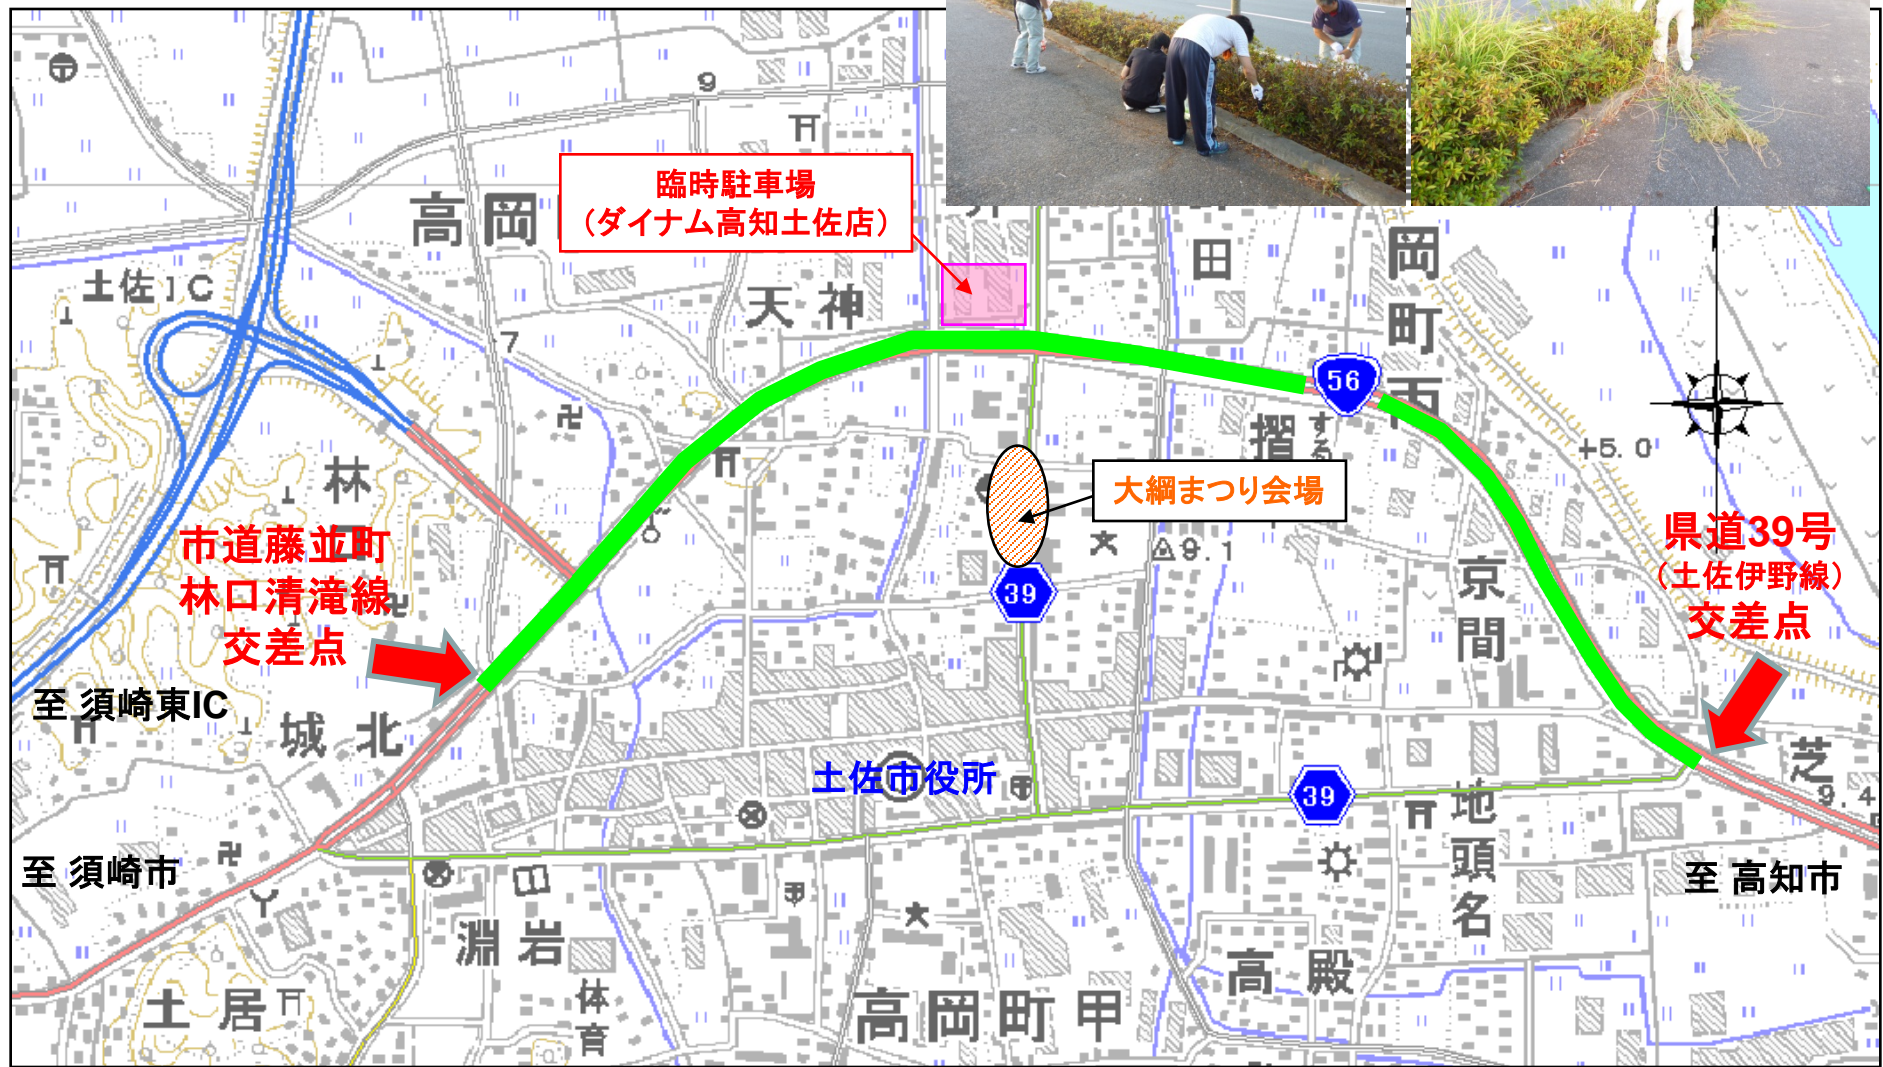 9
臨時駐車場
（ダイナム高知土佐店）
高岡
田
岡町丙
土佐IC
天神
7
56
摺
する
+5.0
林口
大綱まつり会場
9.1
市道藤並町
林口清滝線
交差点
県道39号
（土佐伊野線）
交差点
39
京間
至 須崎東IC
城北
土佐市役所
39
芝
9.4
地頭名
至 須崎市
至 高知市
淵岩
高殿
体育
土居
高岡町甲